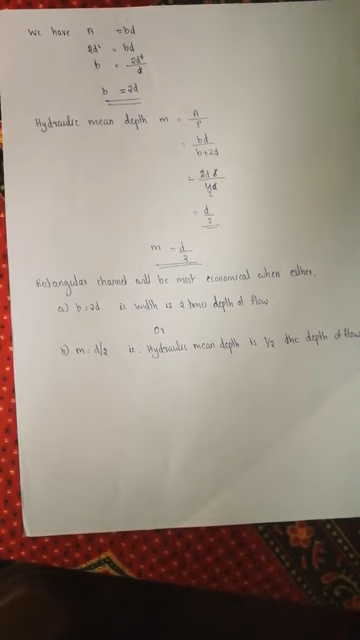 We have A = bd
2d² = bd
b = 2d²/d
b = 2d
Hydraulic mean depth m = A/P
= bd/b+2d
= 2d d/4d
= d/2
m = d/2
Rectangular channel will be most economical when either,
a) b = 2d ie width is 2 times depth of flow
Or
b) m = d/2 ie., Hydraulic mean depth is 1/2 the depth of flow